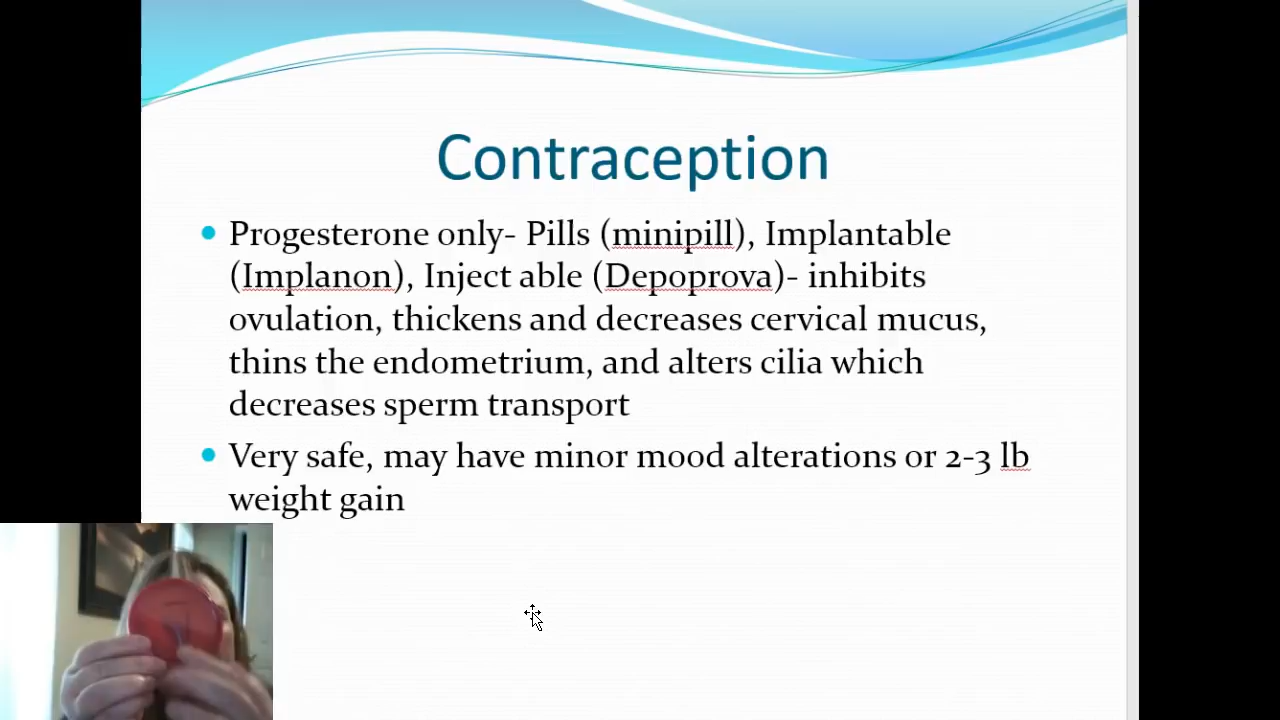 Contraception
Progesterone only- Pills (minipill), Implantable
(Implanon), Inject able (Depoprova)- inhibits
ovulation, thickens and decreases cervical mucus,
thins the endometrium, and alters cilia which
decreases sperm transport
Very safe, may have minor mood alterations or 2-3 lb
weight gain